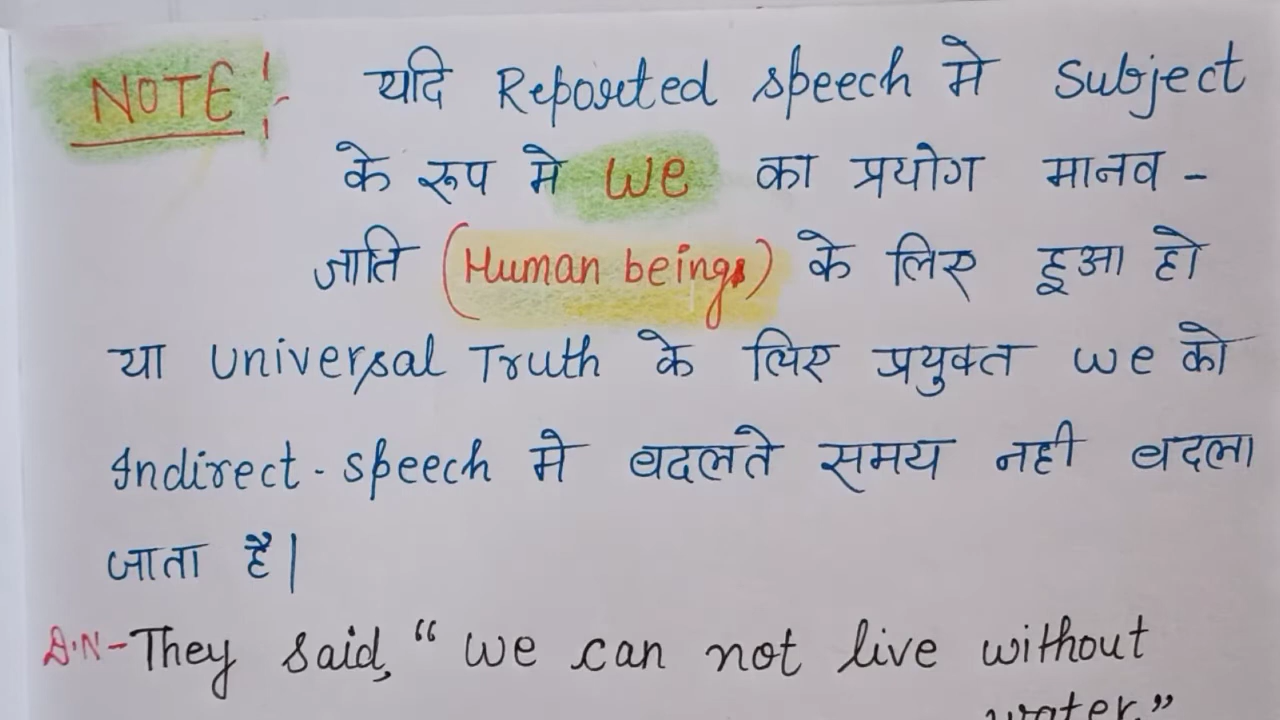 NOTE:- यदि Reported speech मे Subject
के रूप मे we का प्रयोग मानव -
जाति (Human beings) के लिए हुआ हो
या Universal Truth के लिए प्रयुक्त we को
Indirect-speech मे बदलते समय नही बदला
जाता है|
D.N- They said, “ we can not live without
water.”